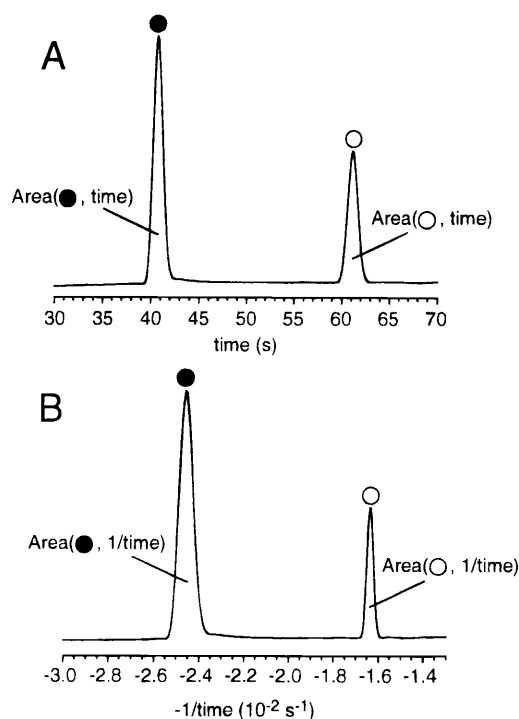 A
Area(●, time)
Area(○, time)
30 35 40 45 50 55 60 65 70
time (s)
B
Area(●, 1/time)
Area(○, 1/time)
-3.0 -2.8 -2.6 -2.4 -2.2 -2.0 -1.8 -1.6 -1.4
-1/time (10⁻² s⁻¹)